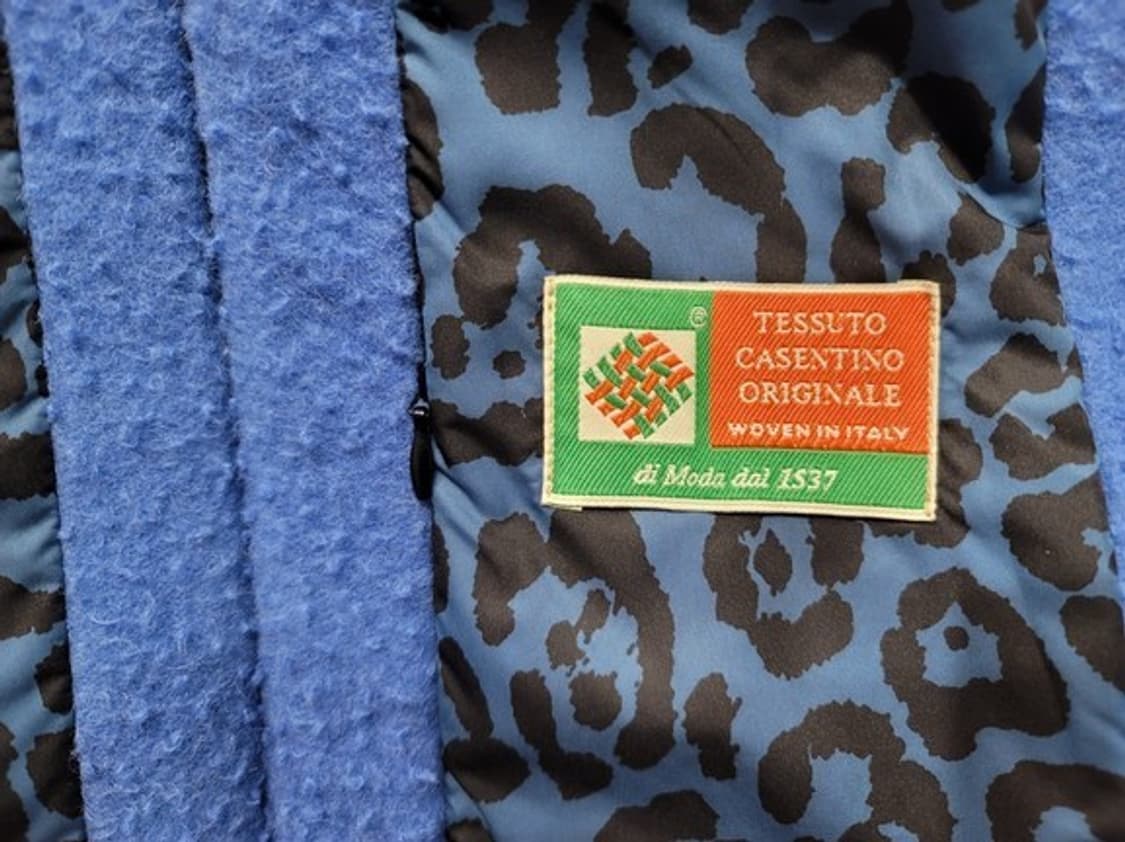 ®
TESSUTO
CASENTINO
ORIGINALE
WOVEN IN ITALY
di Moda dal 1537